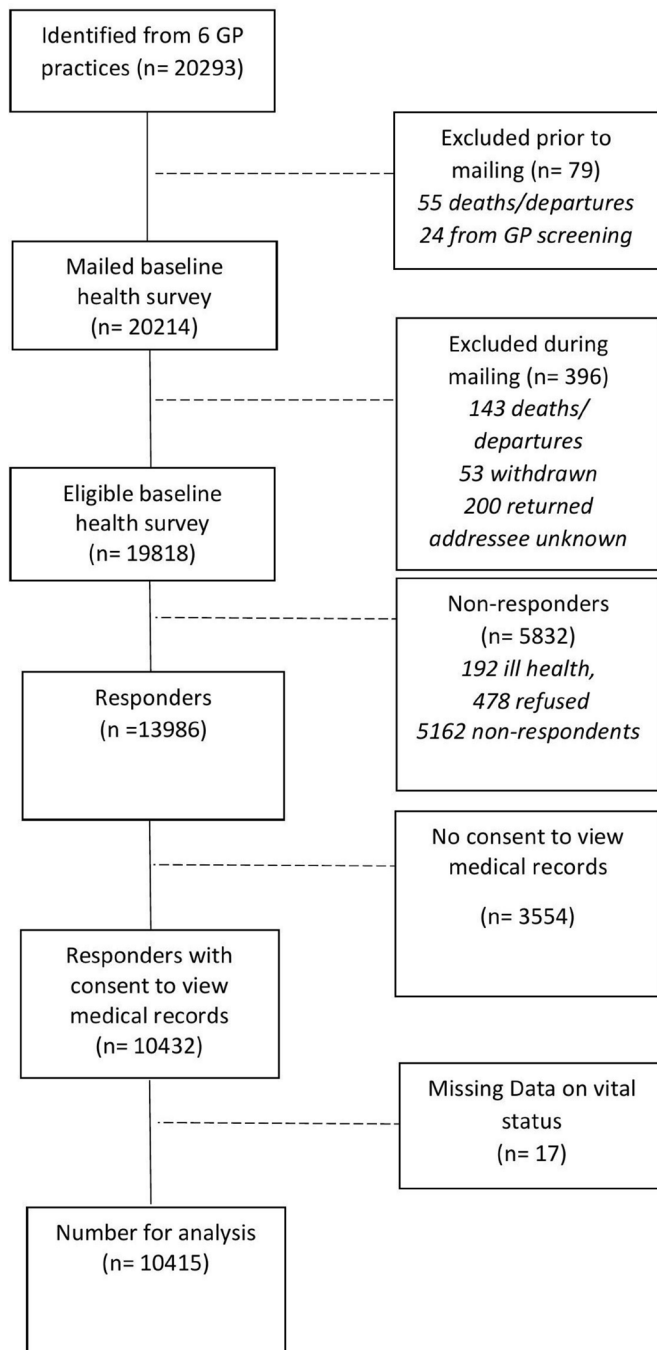 Identified from 6 GP
practices (n= 20293)
Excluded prior to
mailing (n= 79)
55 deaths/departures
24 from GP screening
Mailed baseline
health survey
(n= 20214)
Excluded during
mailing (n= 396)
143 deaths/
departures
53 withdrawn
200 returned
addressee unknown
Eligible baseline
health survey
(n= 19818)
Non-responders
(n= 5832)
192 ill health,
478 refused
5162 non-respondents
Responders
(n =13986)
No consent to view
medical records
(n= 3554)
Responders with
consent to view
medical records
(n= 10432)
Missing Data on vital
status
(n= 17)
Number for analysis
(n= 10415)